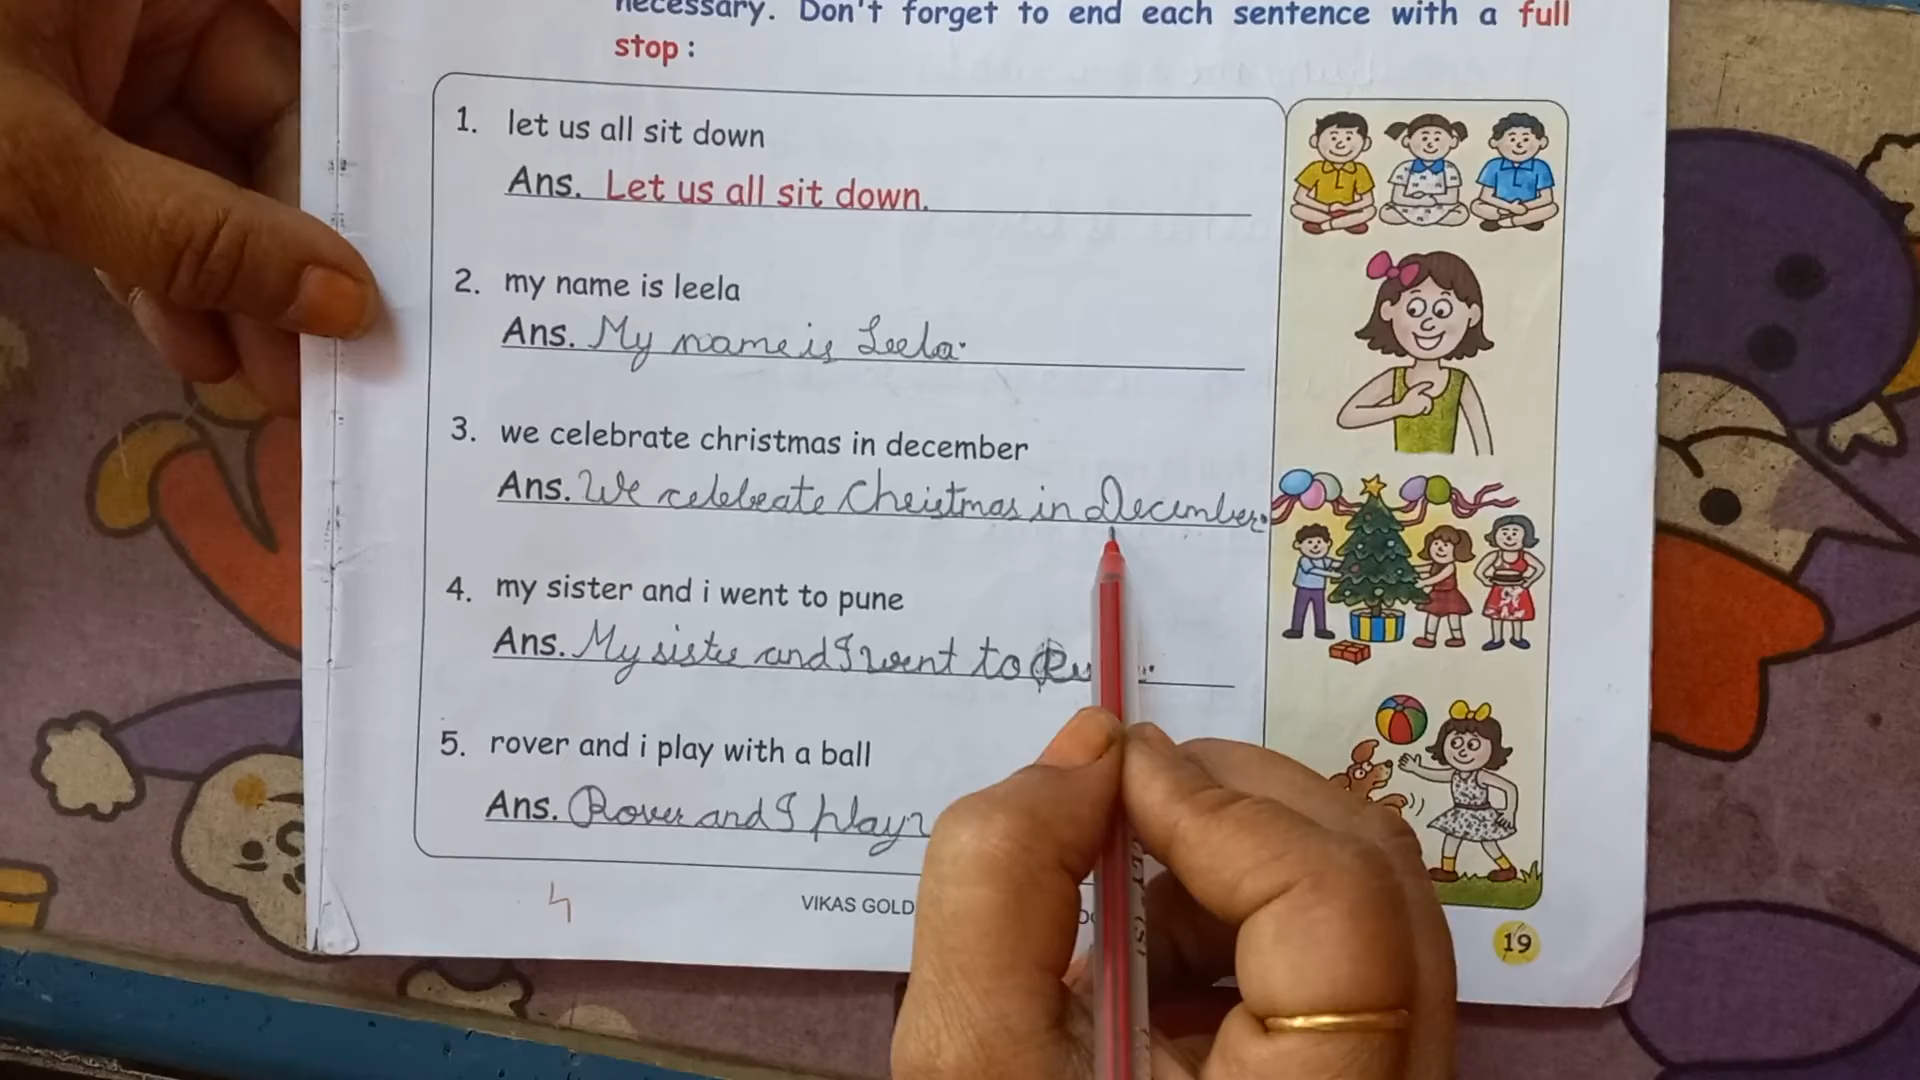 necessary. Don't forget to end each sentence with a full
stop :
1. let us all sit down
Ans. Let us all sit down.
2. my name is leela
Ans. My name is Leela.
3. we celebrate christmas in december
Ans. We celebrate Christmas in December.
4. my sister and i went to pune
Ans. My sister and I went to
5. rover and i play with a ball
Ans. Rover and I play
4
VIKAS GOLD
19